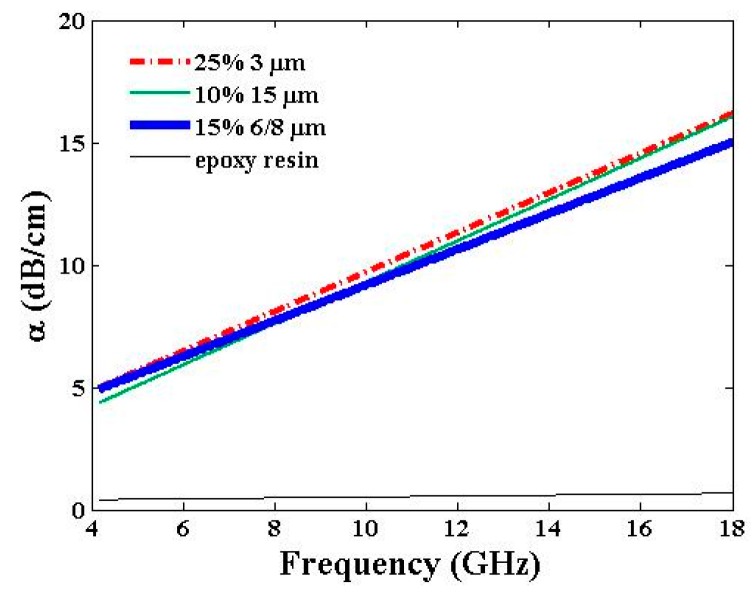 20
15
10
5
0
α (dB/cm)
25% 3 μm
10% 15 μm
15% 6/8 μm
epoxy resin
4 6 8 10 12 14 16 18
Frequency (GHz)